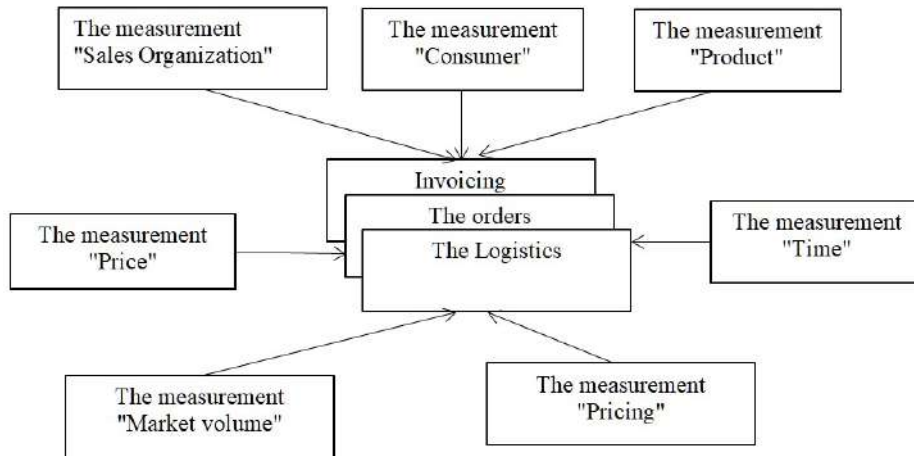 The measurement
"Sales Organization"
The measurement
"Consumer"
The measurement
"Product"
Invoicing
The orders
The Logistics
The measurement
"Price"
The measurement
"Time"
The measurement
"Market volume"
The measurement
"Pricing"